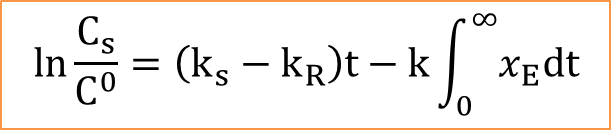 ln C_s/C^0 = (k_s − k_R)t − k∫_0^∞ x_E dt